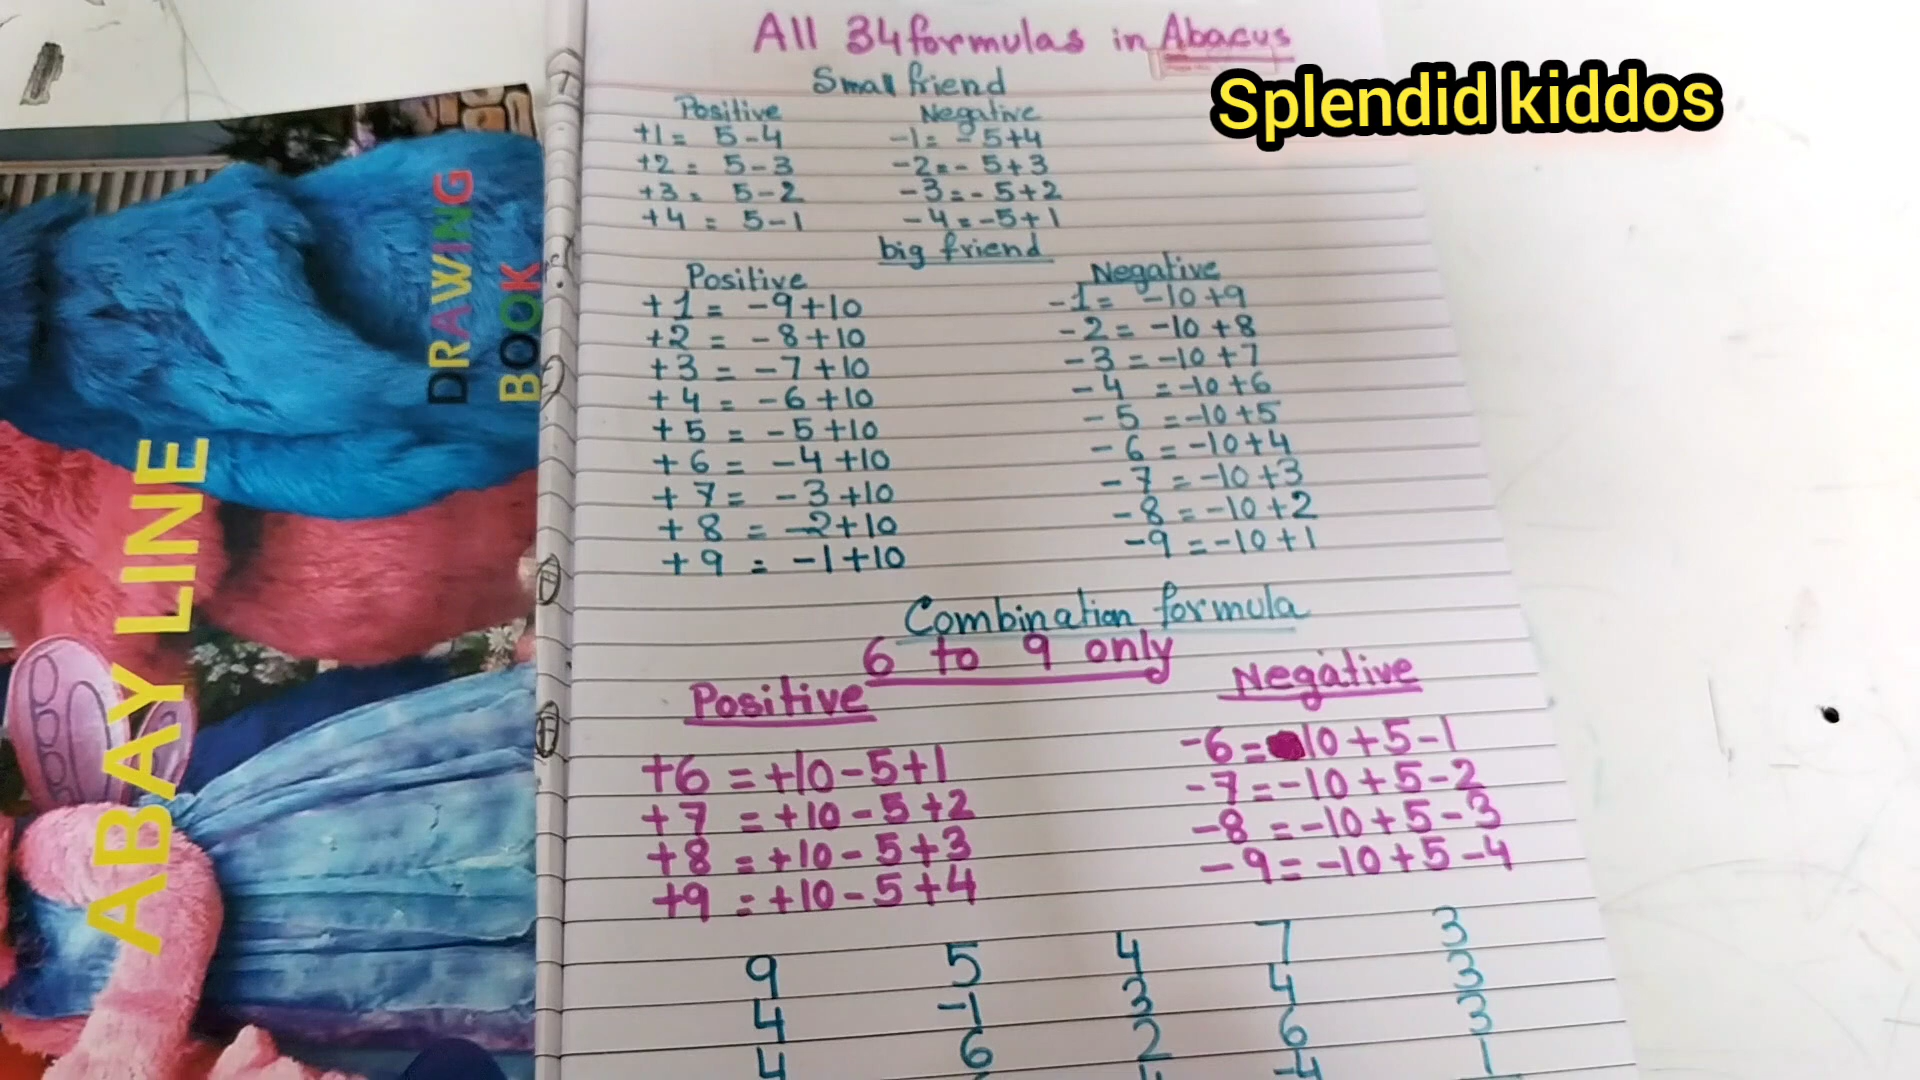 All 34 formulas in Abacus
Splendid kiddos
Small friend
Positive Negative
+1 = 5-4 -1 = -5+4
+2 = 5-3 -2 = -5+3
+3 = 5-2 -3 = -5+2
+4 = 5-1 -4 = -5+1
big friend
Positive Negative
+1 = -9+10 -1 = -10+9
+2 = -8+10 -2 = -10+8
+3 = -7+10 -3 = -10+7
+4 = -6+10 -4 = -10+6
+5 = -5+10 -5 = -10+5
+6 = -4+10 -6 = -10+4
+7 = -3+10 -7 = -10+3
+8 = -2+10 -8 = -10+2
+9 = -1+10 -9 = -10+1
Combination formula
6 to 9 only
Positive Negative
+6 = +10-5+1 -6 = 10+5-1
+7 = +10-5+2 -7 = -10+5-2
+8 = +10-5+3 -8 = -10+5-3
+9 = +10-5+4 -9 = -10+5-4
9 5 4 7 3
4 -1 3 4 3
4 6 2 6 3
-4 1
DRAWING
BOOK
ABAY LINE